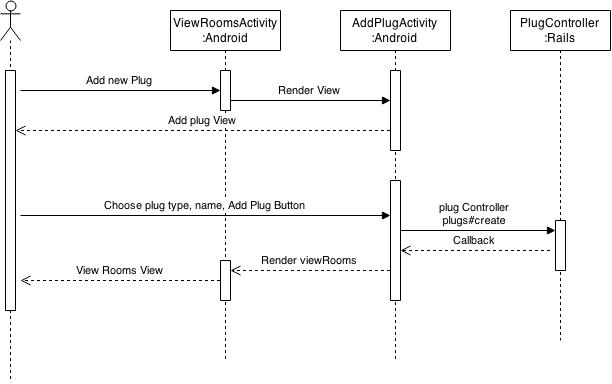 ViewRoomsActivity
:Android
AddPlugActivity
:Android
PlugController
:Rails
Add new Plug
Render View
Add plug View
Choose plug type, name, Add Plug Button
plug Controller
plugs#create
Callback
Render viewRooms
View Rooms View